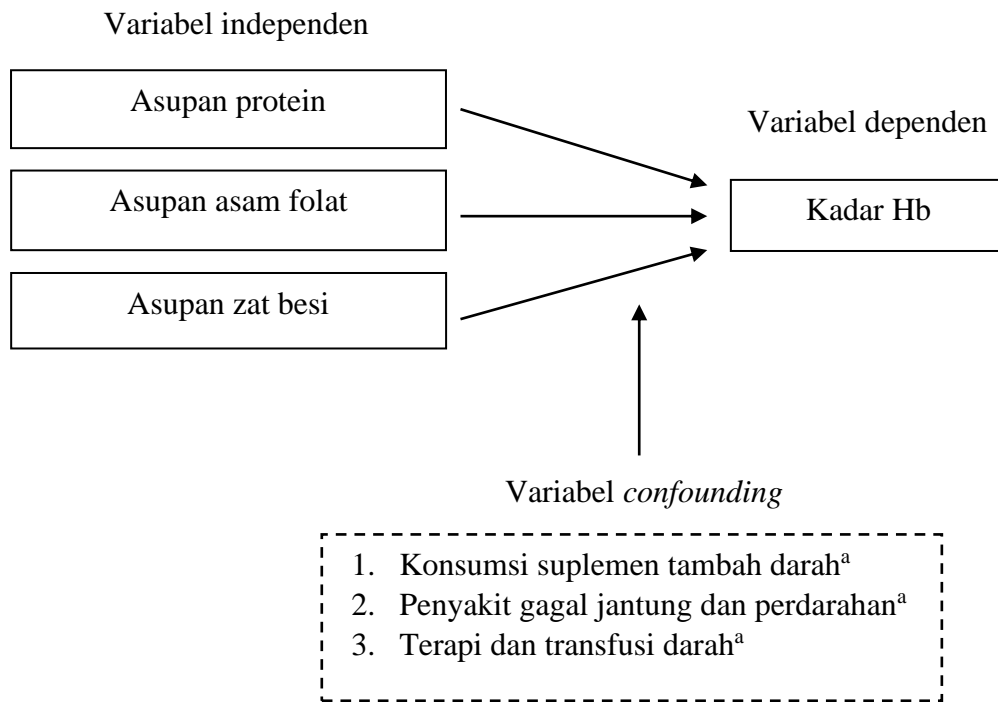 Variabel independen
Asupan protein
Asupan asam folat
Asupan zat besi
Variabel dependen
Kadar Hb
Variabel confounding
1. Konsumsi suplemen tambah darahᵃ
2. Penyakit gagal jantung dan perdarahanᵃ
3. Terapi dan transfusi darahᵃ